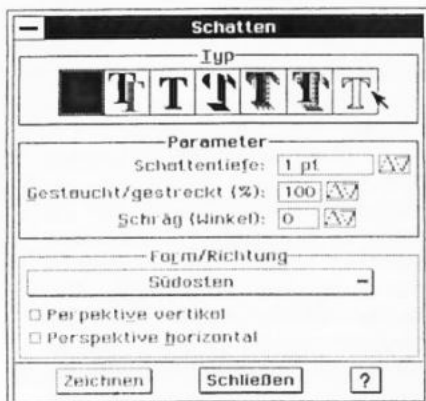 Schatten
Typ
T T T T T T
Parameter
Schattentiefe: 1 pt
Gestaucht/gestreckt (%): 100
Schräg (Winkel): 0
Form/Richtung
Südosten
Perpektive vertikal
Perspektive horizontal
Zeichnen Schließen ?